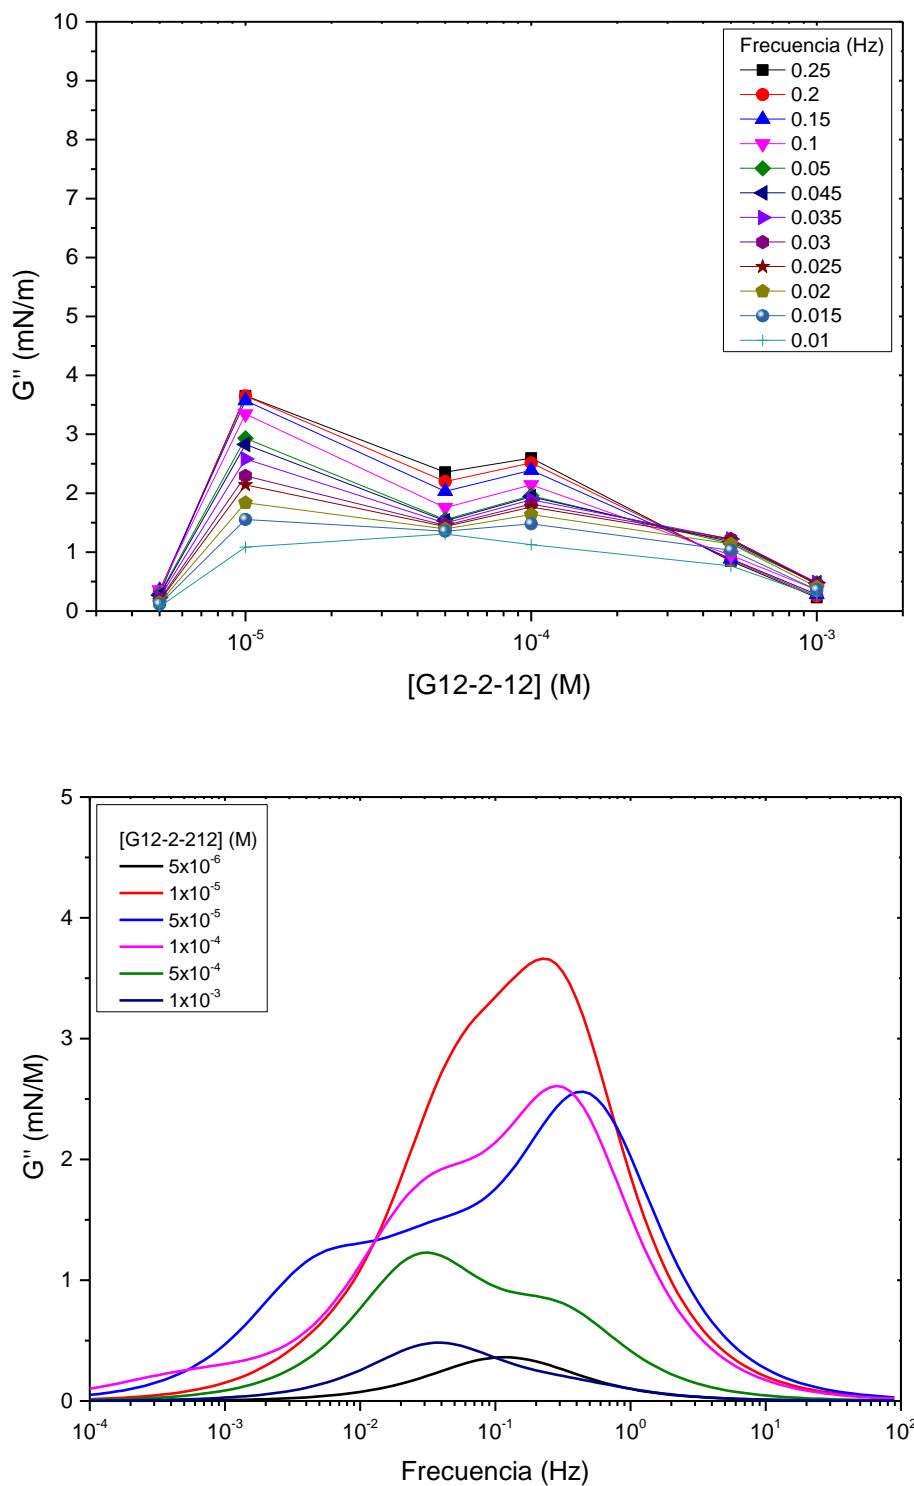 10
9
8
7
6
5
4
3
2
1
0
G'' (mN/m)
Frecuencia (Hz)
0.25
0.2
0.15
0.1
0.05
0.045
0.035
0.03
0.025
0.02
0.015
0.01
10⁻⁵ 10⁻⁴ 10⁻³
[G12-2-12] (M)
5
4
3
2
1
0
G'' (mN/M)
[G12-2-212] (M)
5x10⁻⁶
1x10⁻⁵
5x10⁻⁵
1x10⁻⁴
5x10⁻⁴
1x10⁻³
10⁻⁴ 10⁻³ 10⁻² 10⁻¹ 10⁰ 10¹ 10²
Frecuencia (Hz)